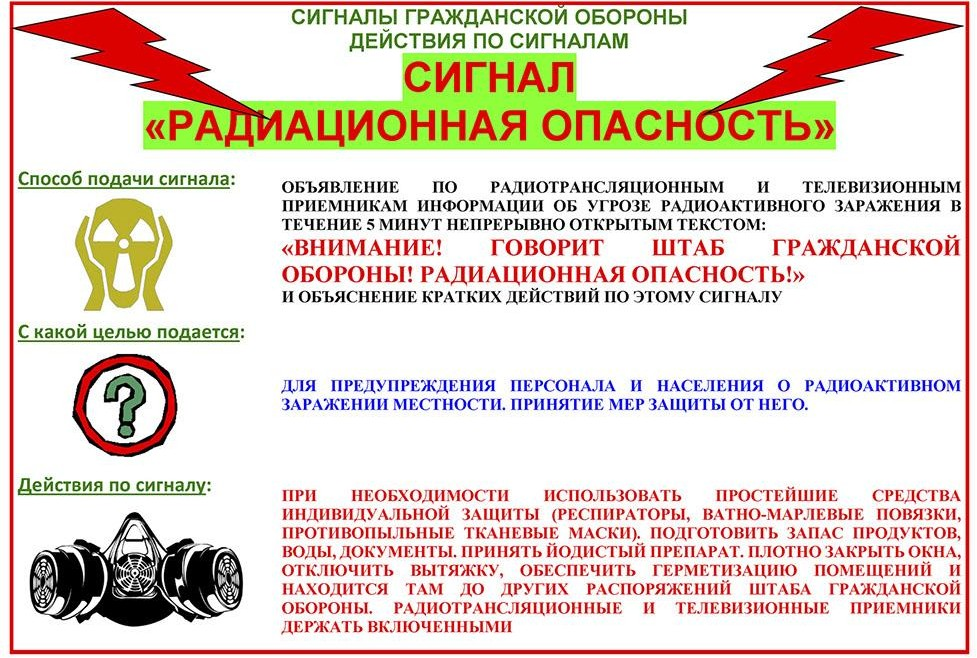 СИГНАЛЫ ГРАЖДАНСКОЙ ОБОРОНЫ
ДЕЙСТВИЯ ПО СИГНАЛАМ
СИГНАЛ
«РАДИАЦИОННАЯ ОПАСНОСТЬ»
Способ подачи сигнала:
ОБЪЯВЛЕНИЕ ПО РАДИОТРАНСЛЯЦИОННЫМ И ТЕЛЕВИЗИОННЫМ
ПРИЕМНИКАМ ИНФОРМАЦИИ ОБ УГРОЗЕ РАДИОАКТИВНОГО ЗАРАЖЕНИЯ В
ТЕЧЕНИЕ 5 МИНУТ НЕПРЕРЫВНО ОТКРЫТЫМ ТЕКСТОМ:
«ВНИМАНИЕ! ГОВОРИТ ШТАБ ГРАЖДАНСКОЙ
ОБОРОНЫ! РАДИАЦИОННАЯ ОПАСНОСТЬ!»
И ОБЪЯСНЕНИЕ КРАТКИХ ДЕЙСТВИЙ ПО ЭТОМУ СИГНАЛУ
С какой целью подается:
ДЛЯ ПРЕДУПРЕЖДЕНИЯ ПЕРСОНАЛА И НАСЕЛЕНИЯ О РАДИОАКТИВНОМ
ЗАРАЖЕНИИ МЕСТНОСТИ. ПРИНЯТИЕ МЕР ЗАЩИТЫ ОТ НЕГО.
Действия по сигналу:
ПРИ НЕОБХОДИМОСТИ ИСПОЛЬЗОВАТЬ ПРОСТЕЙШИЕ СРЕДСТВА
ИНДИВИДУАЛЬНОЙ ЗАЩИТЫ (РЕСПИРАТОРЫ, ВАТНО-МАРЛЕВЫЕ ПОВЯЗКИ,
ПРОТИВОПЫЛЬНЫЕ ТКАНЕВЫЕ МАСКИ). ПОДГОТОВИТЬ ЗАПАС ПРОДУКТОВ,
ВОДЫ, ДОКУМЕНТЫ. ПРИНЯТЬ ЙОДИСТЫЙ ПРЕПАРАТ. ПЛОТНО ЗАКРЫТЬ ОКНА,
ОТКЛЮЧИТЬ ВЫТЯЖКУ, ОБЕСПЕЧИТЬ ГЕРМЕТИЗАЦИЮ ПОМЕЩЕНИЙ И
НАХОДИТСЯ ТАМ ДО ДРУГИХ РАСПОРЯЖЕНИЙ ШТАБА ГРАЖДАНСКОЙ
ОБОРОНЫ. РАДИОТРАНСЛЯЦИОННЫЕ И ТЕЛЕВИЗИОННЫЕ ПРИЕМНИКИ
ДЕРЖАТЬ ВКЛЮЧЕННЫМИ